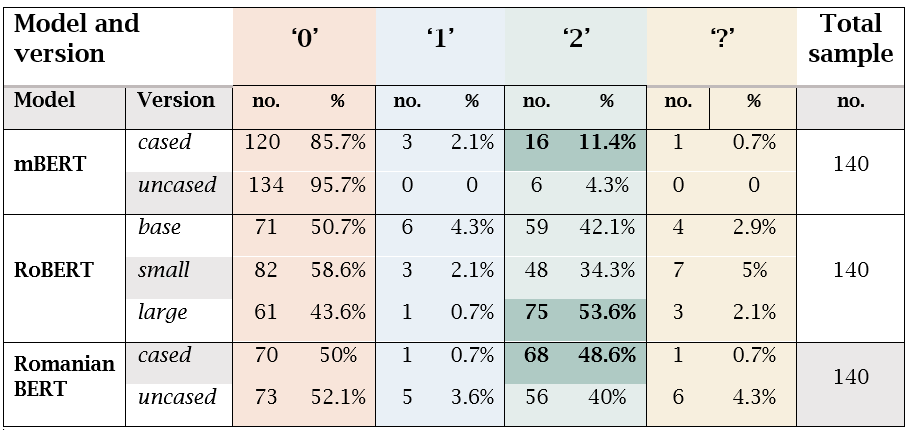 Model and version ‘0’ ‘1’ ‘2’ ‘?’ Total sample
Model Version no. % no. % no. % no. % no.
mBERT cased 120 85.7% 3 2.1% 16 11.4% 1 0.7% 140
uncased 134 95.7% 0 0 6 4.3% 0 0
RoBERT base 71 50.7% 6 4.3% 59 42.1% 4 2.9% 140
small 82 58.6% 3 2.1% 48 34.3% 7 5%
large 61 43.6% 1 0.7% 75 53.6% 3 2.1%
Romanian BERT cased 70 50% 1 0.7% 68 48.6% 1 0.7% 140
uncased 73 52.1% 5 3.6% 56 40% 6 4.3%